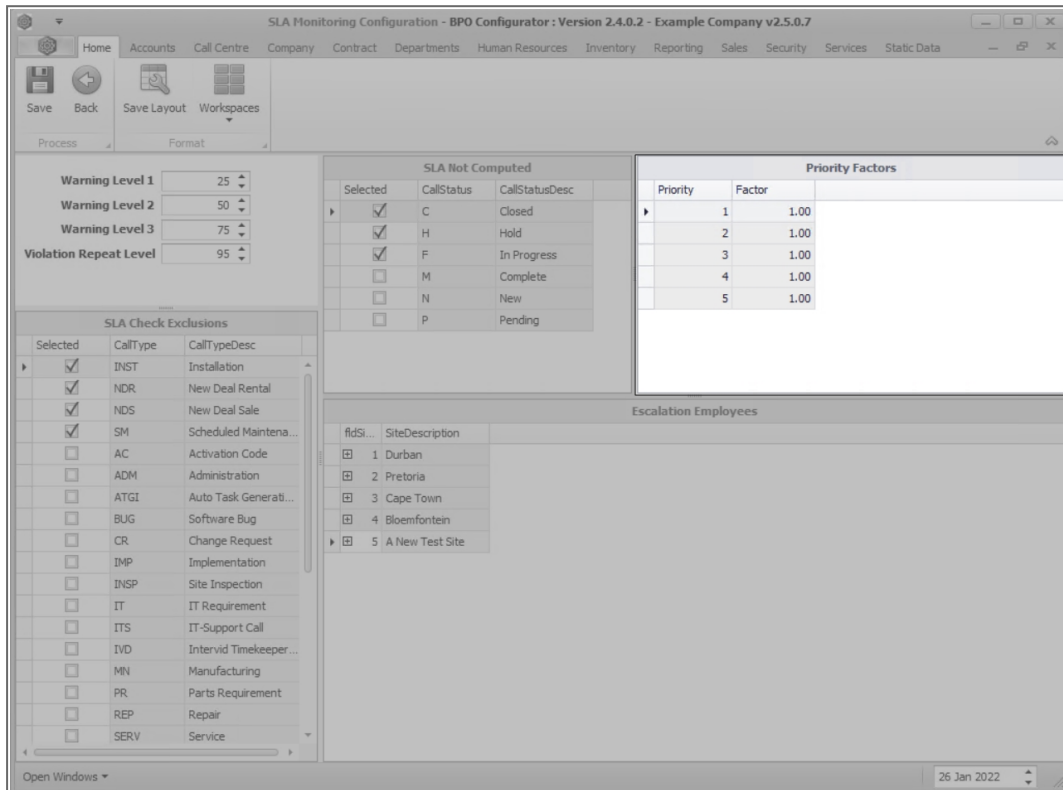 SLA Monitoring Configuration - BPO Configurator : Version 2.4.0.2 - Example Company v2.5.0.7
Home Accounts Call Centre Company Contract Departments Human Resources Inventory Reporting Sales Security Services Static Data
Save Back Save Layout Workspaces
Process Format
Warning Level 1 25
Warning Level 2 50
Warning Level 3 75
Violation Repeat Level 95
SLA Check Exclusions
Selected CallType CallTypeDesc
INST Installation
NDR New Deal Rental
NDS New Deal Sale
SM Scheduled Maintena...
AC Activation Code
ADM Administration
ATGI Auto Task Generati...
BUG Software Bug
CR Change Request
IMP Implementation
INSP Site Inspection
IT IT Requirement
ITS IT-Support Call
IVD Intervid Timekeeper...
MN Manufacturing
PR Parts Requirement
REP Repair
SERV Service
SLA Not Computed
Selected CallStatus CallStatusDesc
C Closed
H Hold
F In Progress
M Complete
N New
P Pending
Priority Factors
Priority Factor
1 1.00
2 1.00
3 1.00
4 1.00
5 1.00
Escalation Employees
fldSi... SiteDescription
1 Durban
2 Pretoria
3 Cape Town
4 Bloemfontein
5 A New Test Site
Open Windows 26 Jan 2022